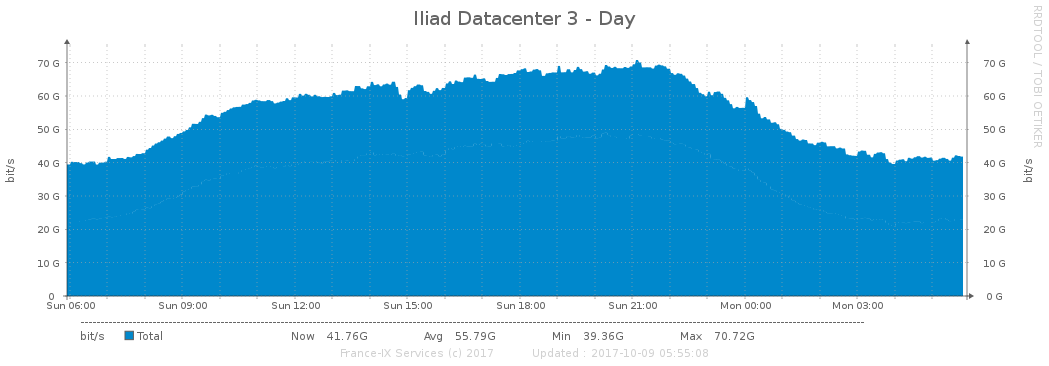 Iliad Datacenter 3 - Day
RRDTOOL / TOBI OETIKER
bit/s
bit/s
70 G 70 G
60 G 60 G
50 G 50 G
40 G 40 G
30 G 30 G
20 G 20 G
10 G 10 G
0 0 G
Sun 06:00 Sun 09:00 Sun 12:00 Sun 15:00 Sun 18:00 Sun 21:00 Mon 00:00 Mon 03:00
bit/s Total Now 41.76G Avg 55.79G Min 39.36G Max 70.72G
France-IX Services (c) 2017 Updated : 2017-10-09 05:55:08